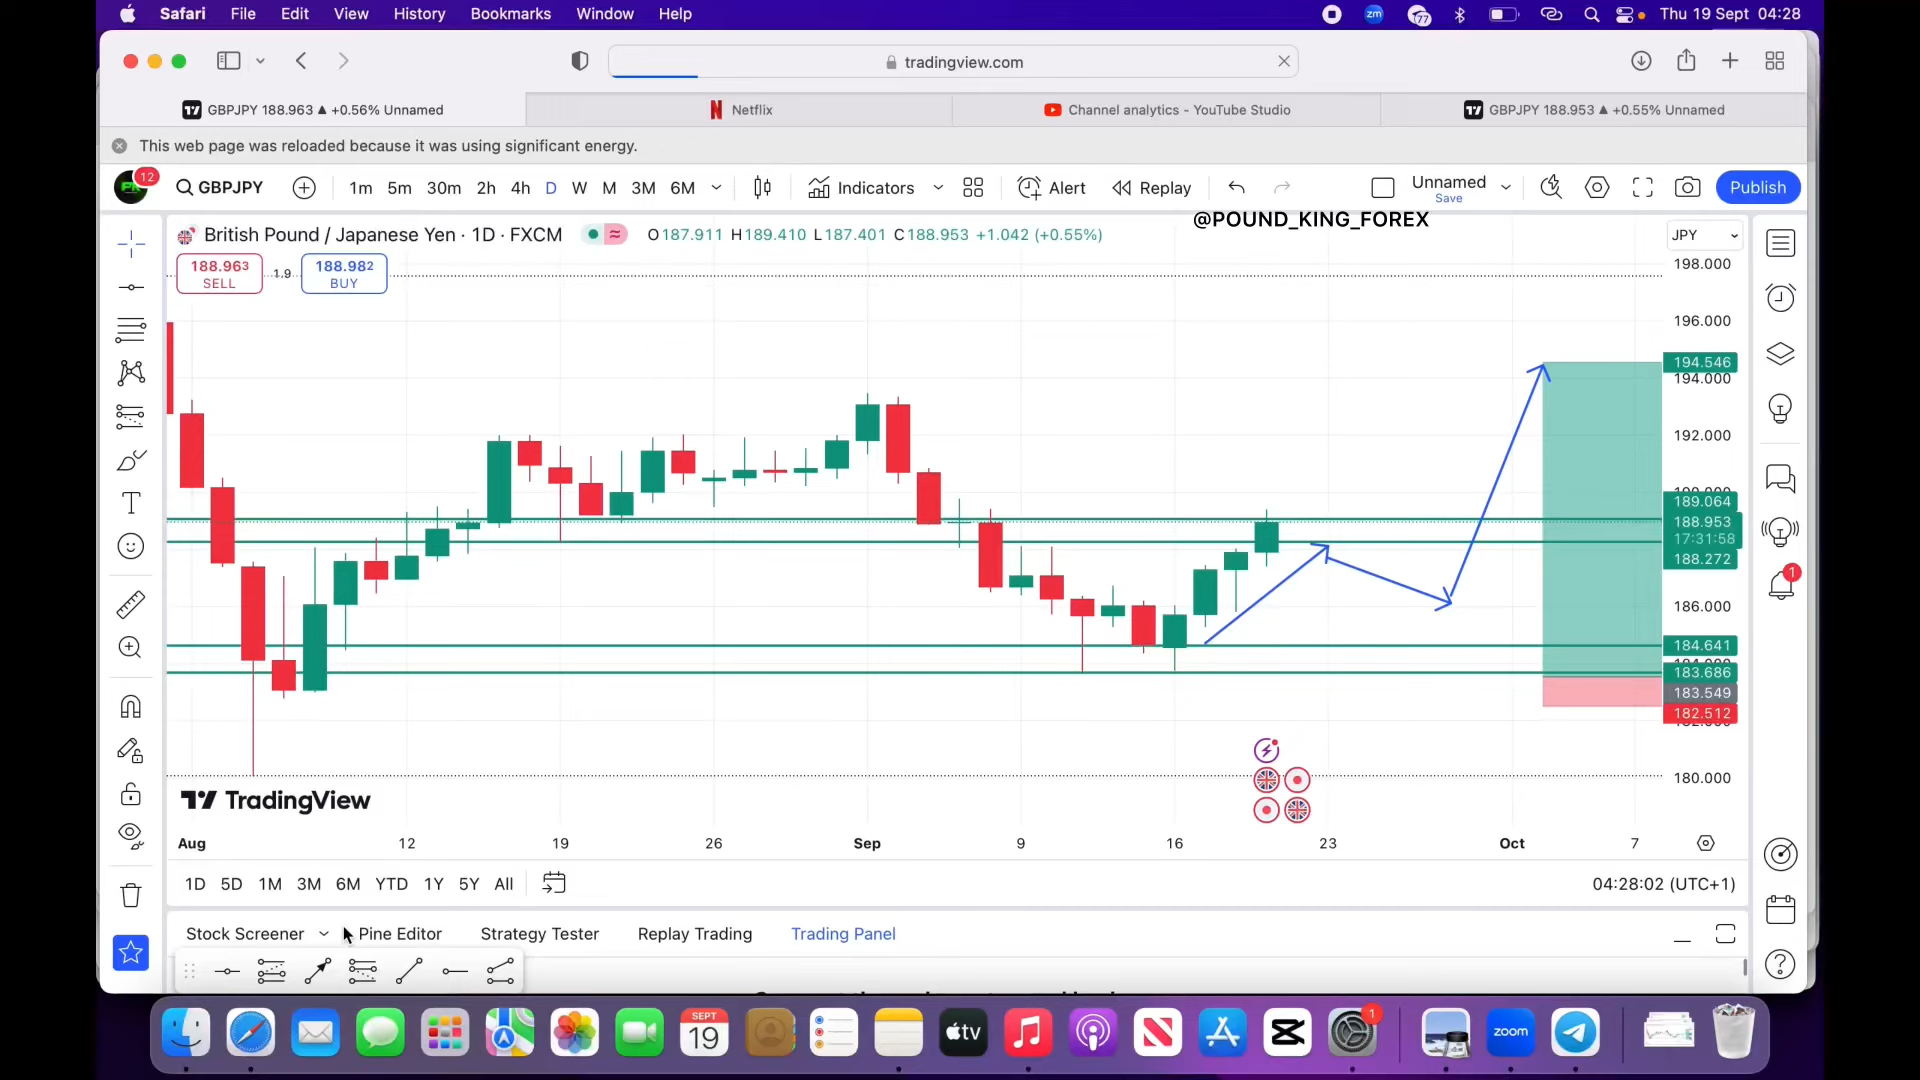 Safari File Edit View History Bookmarks Window Help
zm 77 Thu 19 Sept 04:28
tradingview.com
GBPJPY 188.963 ▲ +0.56% Unnamed
Netflix
Channel analytics - YouTube Studio
GBPJPY 188.953 ▲ +0.55% Unnamed
This web page was reloaded because it was using significant energy.
12
GBPJPY
1m 5m 30m 2h 4h D W M 3M 6M
Indicators
Alert
Replay
Unnamed
Save
Publish
@POUND_KING_FOREX
British Pound / Japanese Yen · 1D · FXCM
O187.911 H189.410 L187.401 C188.953 +1.042 (+0.55%)
JPY
188.963
SELL
1.9
188.982
BUY
198.000
196.000
194.546
194.000
192.000
189.064
188.953
17:31:58
188.272
186.000
184.641
183.686
183.549
182.512
180.000
1
TradingView
Aug 12 19 26 Sep 9 16 23 Oct 7
1D 5D 1M 3M 6M YTD 1Y 5Y All
04:28:02 (UTC+1)
Stock Screener Pine Editor Strategy Tester Replay Trading Trading Panel
SEPT
19
tv
1
zoom